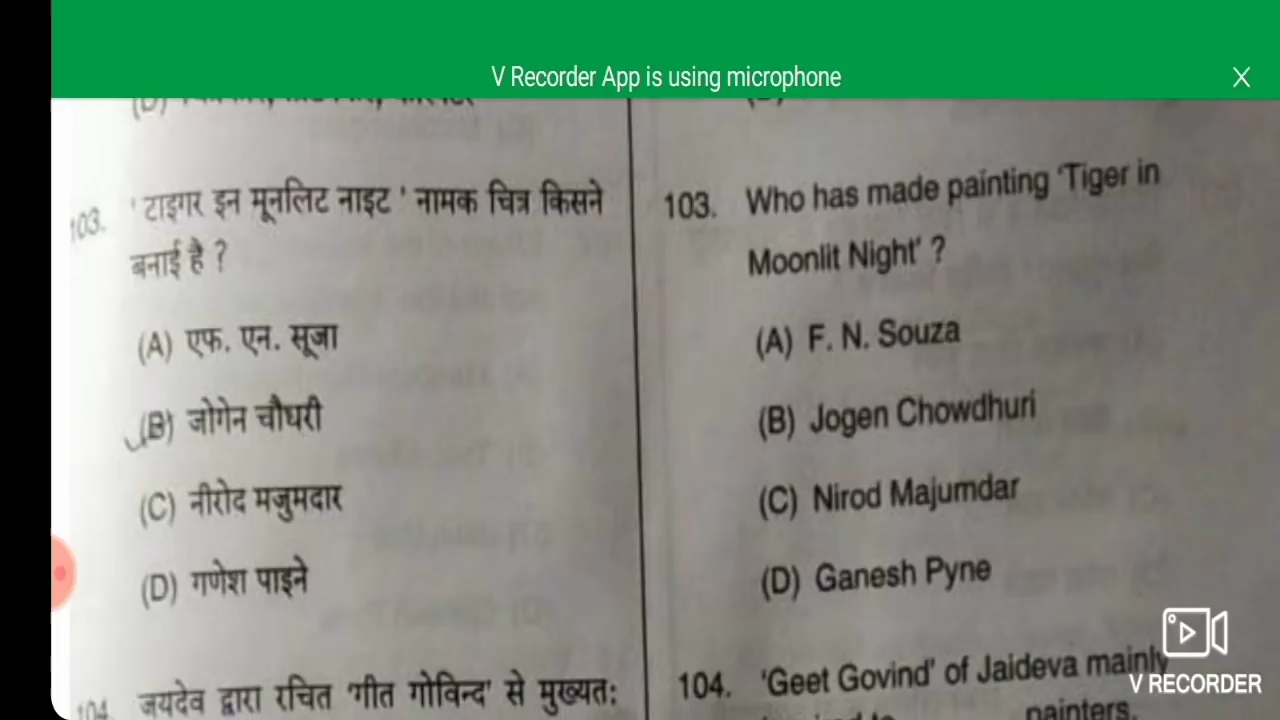 V Recorder App is using microphone
103. ' टाइगर इन मूनलिट नाइट ' नामक चित्र किसने
बनाई है ?
(A) एफ. एन. सूजा
(B) जोगेन चौधरी
(C) नीरोद मजुमदार
(D) गणेश पाइने
104. जयदेव द्वारा रचित 'गीत गोविन्द' से मुख्यतः
103. Who has made painting 'Tiger in
Moonlit Night' ?
(A) F. N. Souza
(B) Jogen Chowdhuri
(C) Nirod Majumdar
(D) Ganesh Pyne
104. 'Geet Govind' of Jaideva mainly
painters.
V RECORDER